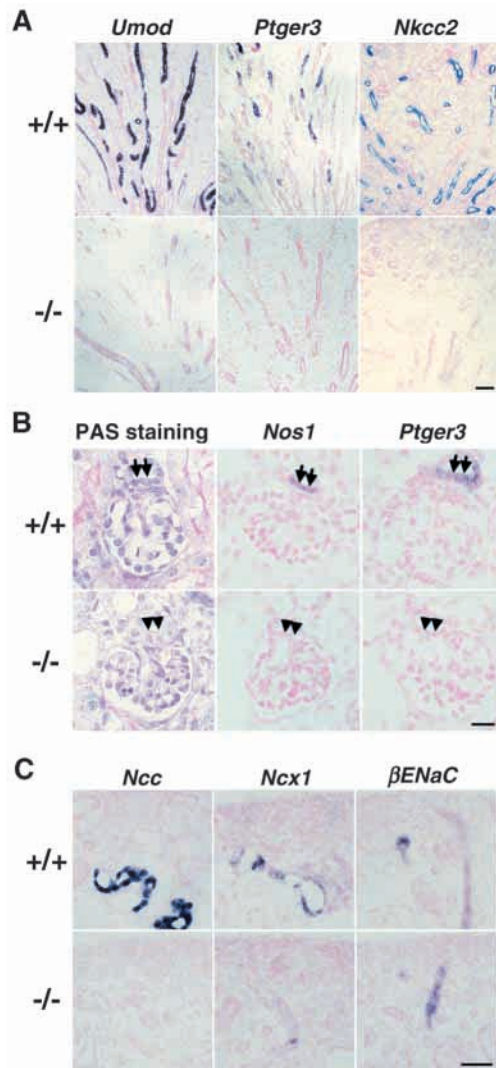 A
Umod Ptger3 Nkcc2
+/+
-/-
B
PAS staining Nos1 Ptger3
+/+
-/-
C
Ncc Ncx1 βENaC
+/+
-/-